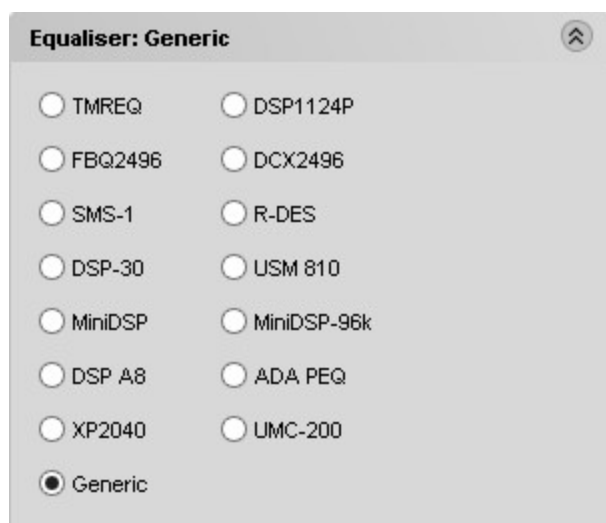 Equaliser: Generic
TMREQ DSP1124P
FBQ2496 DCX2496
SMS-1 R-DES
DSP-30 USM 810
MiniDSP MiniDSP-96k
DSP A8 ADA PEQ
XP2040 UMC-200
Generic